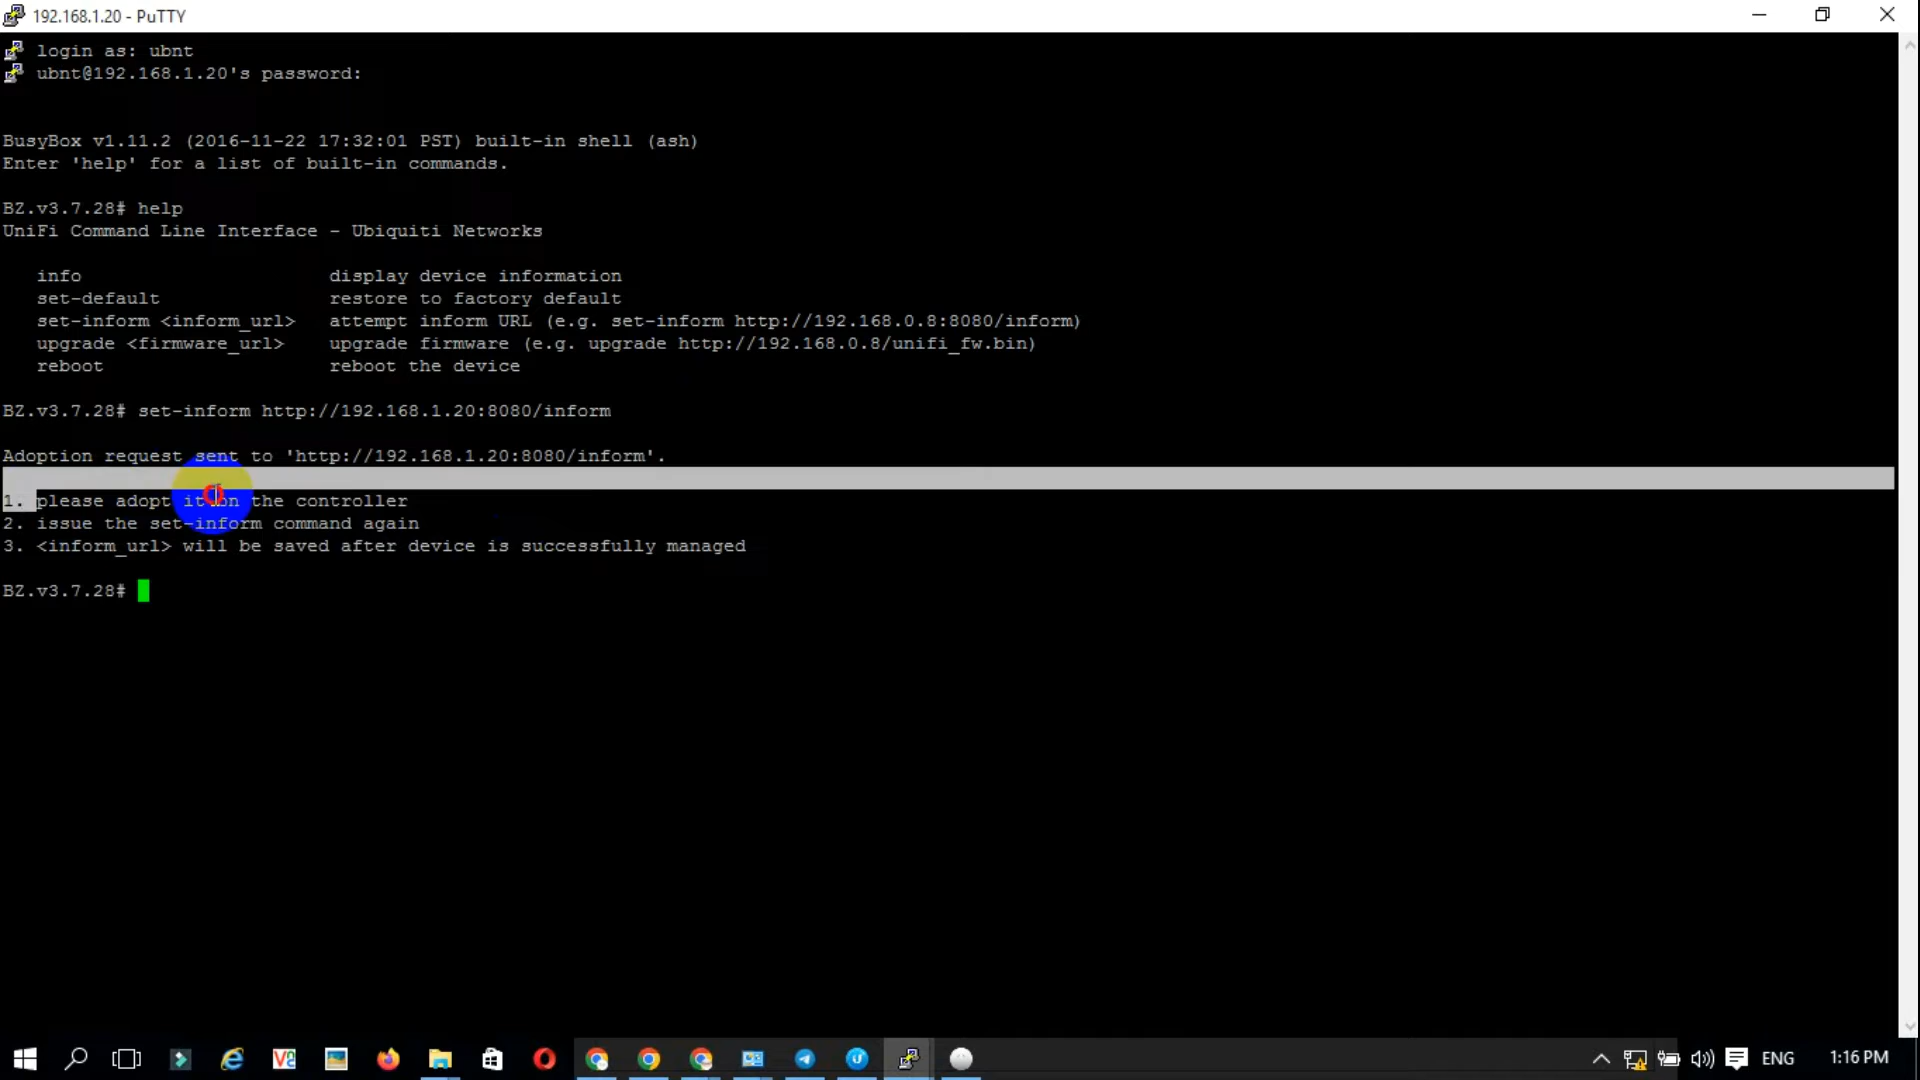 192.168.1.20 - PuTTY
login as: ubnt
ubnt@192.168.1.20's password:
BusyBox v1.11.2 (2016-11-22 17:32:01 PST) built-in shell (ash)
Enter 'help' for a list of built-in commands.
BZ.v3.7.28# help
UniFi Command Line Interface - Ubiquiti Networks
info display device information
set-default restore to factory default
set-inform <inform_url> attempt inform URL (e.g. set-inform http://192.168.0.8:8080/inform)
upgrade <firmware_url> upgrade firmware (e.g. upgrade http://192.168.0.8/unifi_fw.bin)
reboot reboot the device
BZ.v3.7.28# set-inform http://192.168.1.20:8080/inform
Adoption request sent to 'http://192.168.1.20:8080/inform'.
1. please adopt it on the controller
2. issue the set-inform command again
3. <inform_url> will be saved after device is successfully managed
BZ.v3.7.28#
ENG
1:16 PM